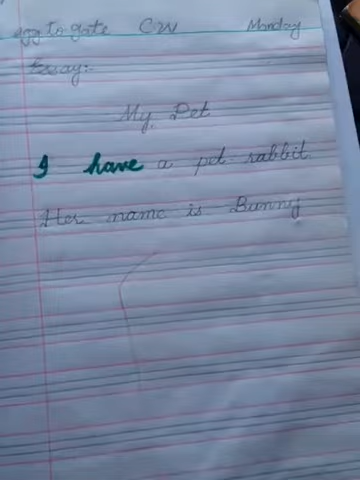 CW Monday
Essay:-
My Pet
I have a pet rabbit.
Her name is Bunny